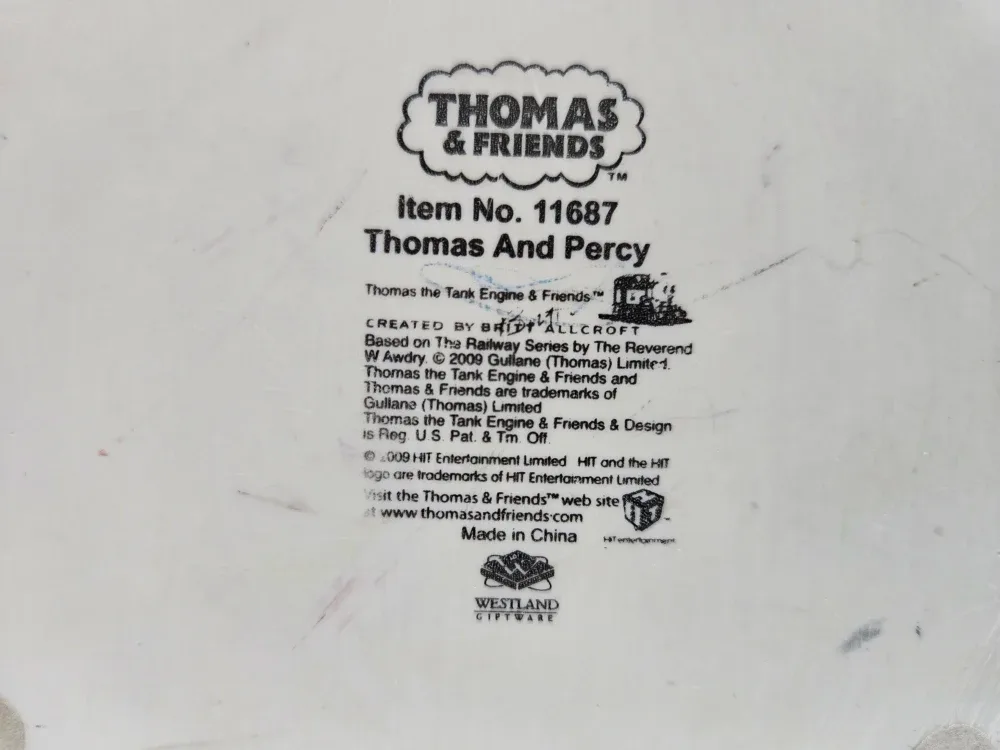 THOMAS
& FRIENDS
TM
Item No. 11687
Thomas And Percy
Thomas the Tank Engine & Friends™
CREATED BY BRITT ALLCROFT
Based on The Railway Series by The Reverend
W Awdry. © 2009 Gullane (Thomas) Limited.
Thomas the Tank Engine & Friends and
Thomas & Friends are trademarks of
Gullane (Thomas) Limited
Thomas the Tank Engine & Friends & Design
is Reg. U S. Pat. & Tm Off
© 2009 HIT Entertainment Limited HIT and the HIT
logo are trademarks of HIT Entertainment Limited
Visit the Thomas & Friends™ web site
at www.thomasandfriends.com
HiT entertainment
Made in China
WESTLAND
GIFTWARE